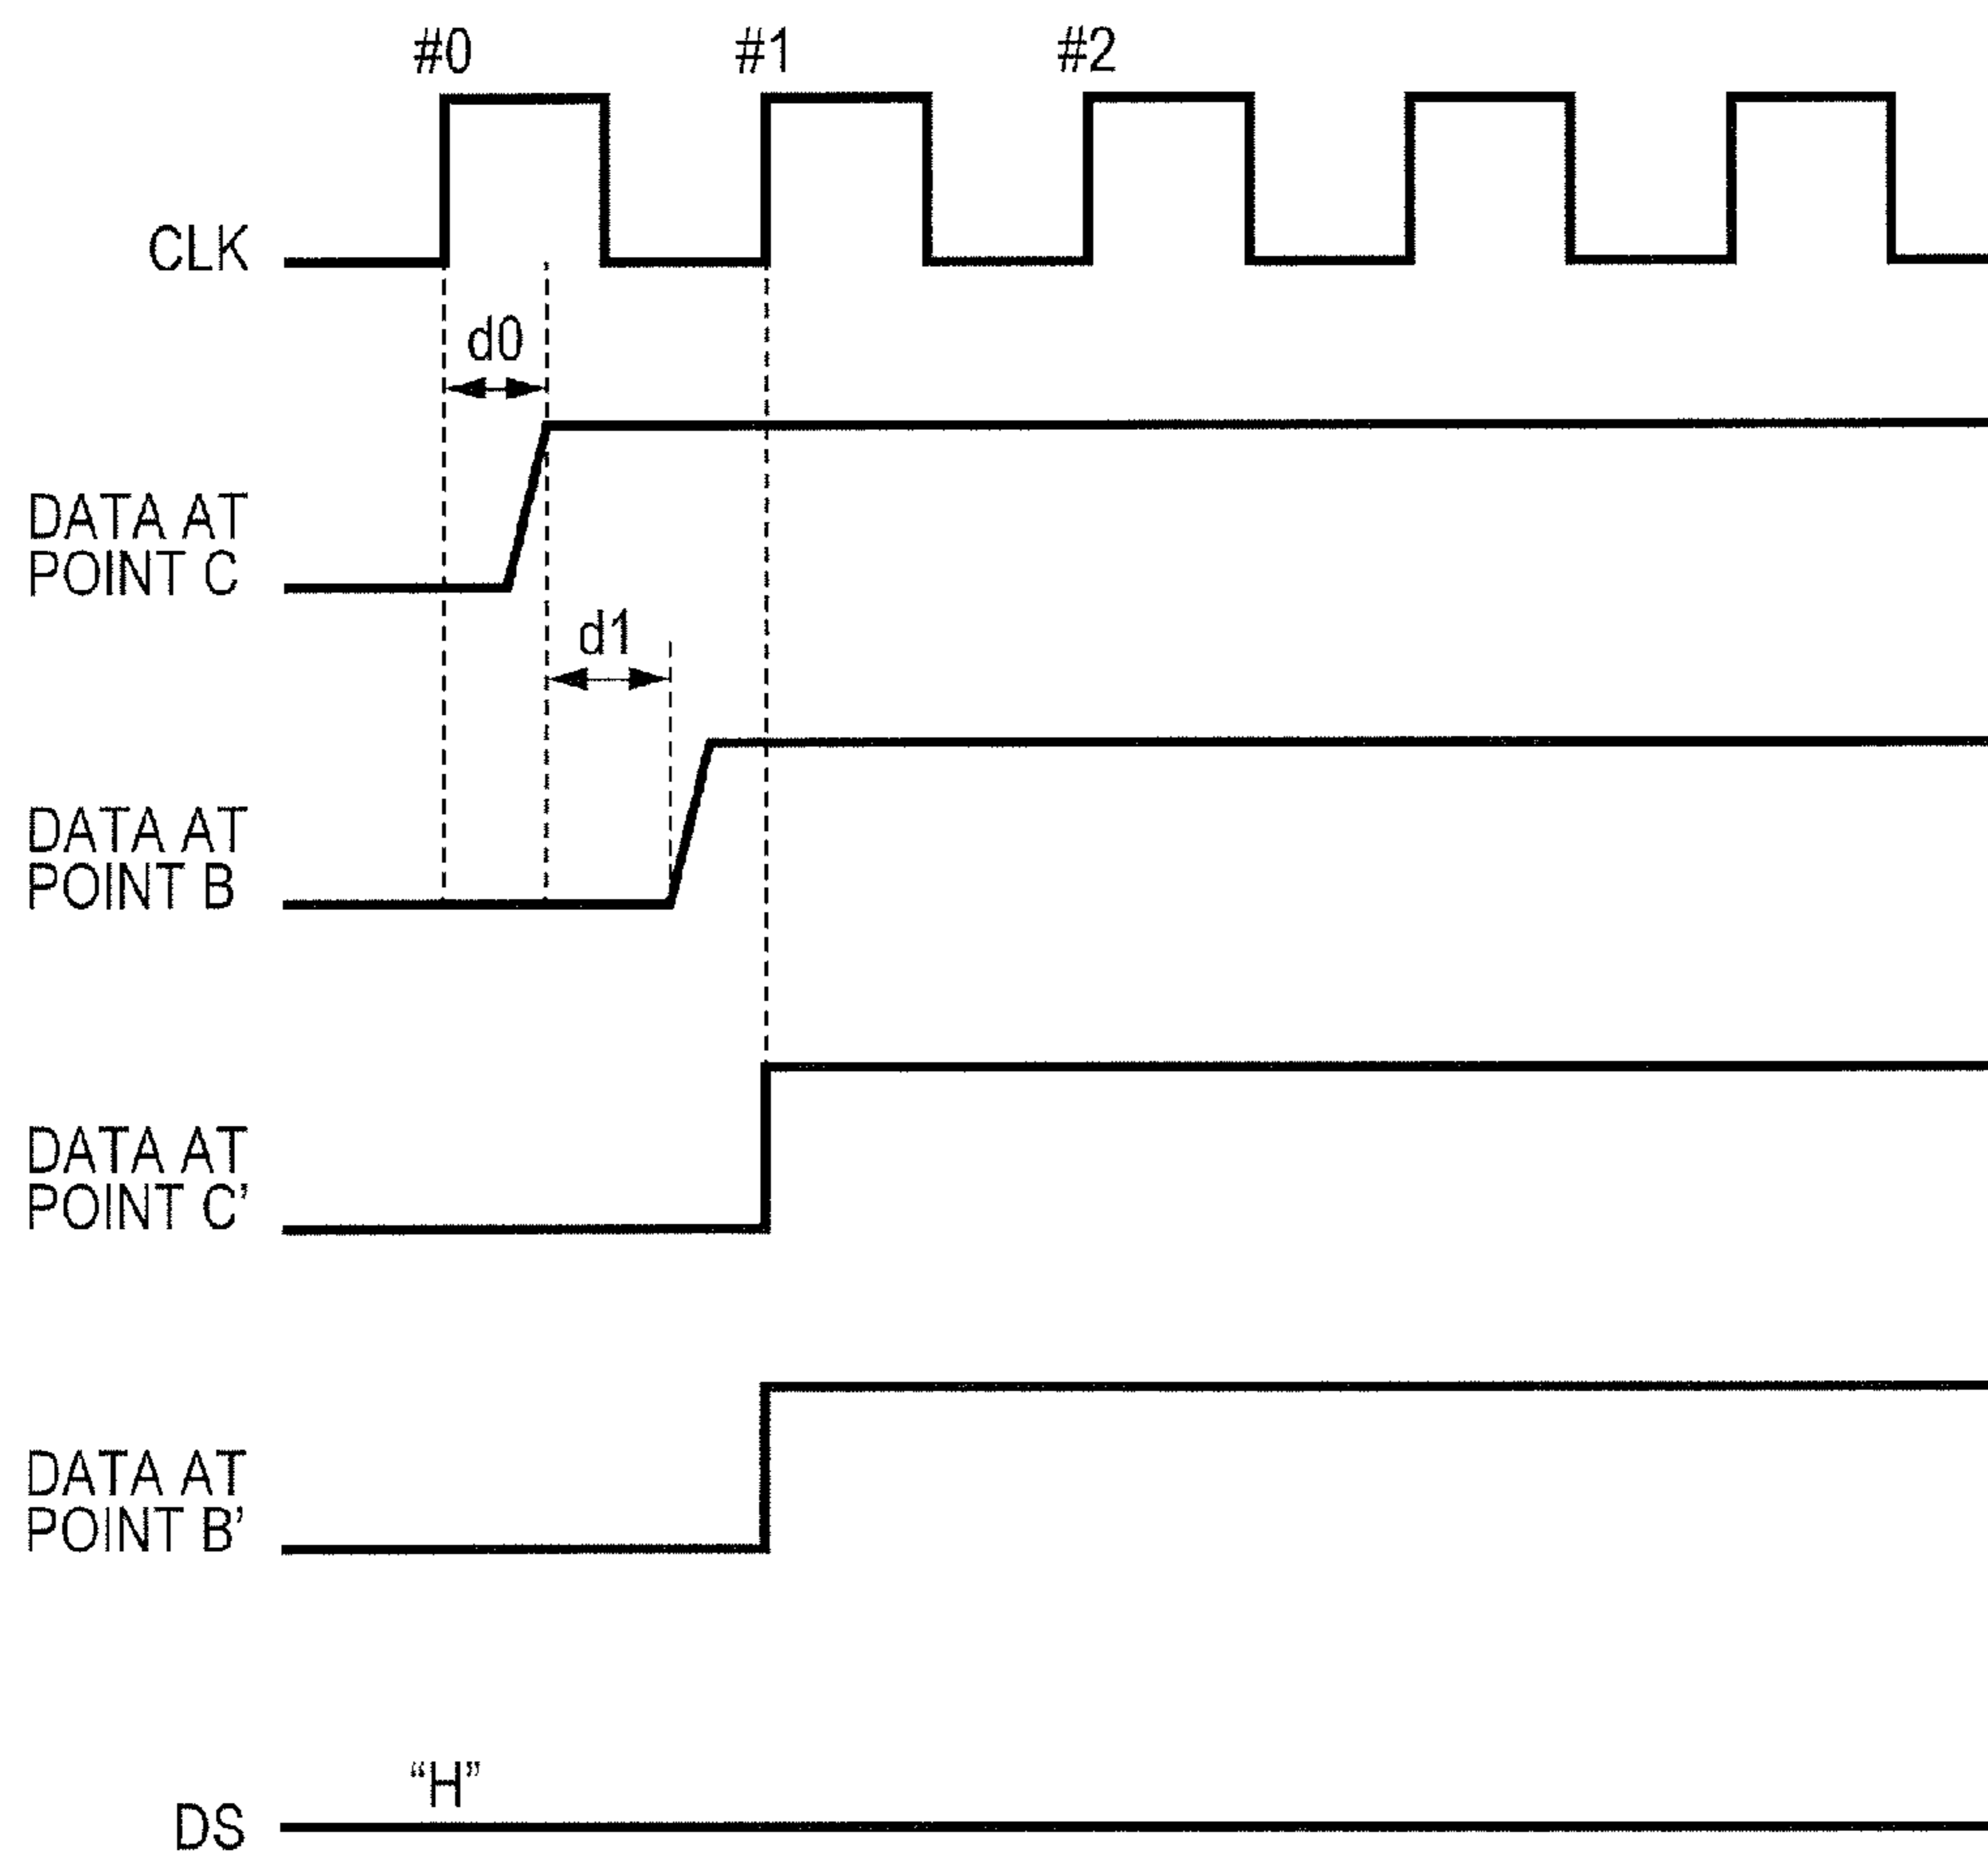 #0 #1 #2
CLK
d0
DATA AT
POINT C
d1
DATA AT
POINT B
DATA AT
POINT C’
DATA AT
POINT B’
“H”
DS